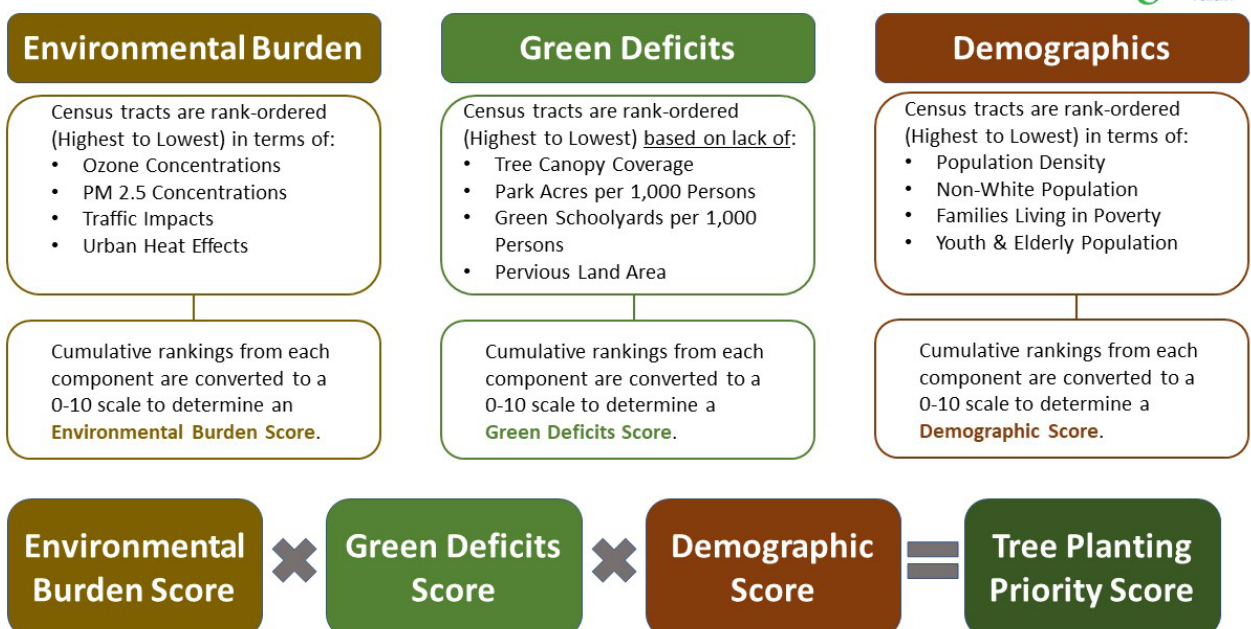 Environmental Burden
Census tracts are rank-ordered
(Highest to Lowest) in terms of:
• Ozone Concentrations
• PM 2.5 Concentrations
• Traffic Impacts
• Urban Heat Effects
Cumulative rankings from each
component are converted to a
0-10 scale to determine an
Environmental Burden Score.
Green Deficits
Census tracts are rank-ordered
(Highest to Lowest) based on lack of:
• Tree Canopy Coverage
• Park Acres per 1,000 Persons
• Green Schoolyards per 1,000
Persons
• Pervious Land Area
Cumulative rankings from each
component are converted to a
0-10 scale to determine a
Green Deficits Score.
Demographics
Census tracts are rank-ordered
(Highest to Lowest) in terms of:
• Population Density
• Non-White Population
• Families Living in Poverty
• Youth & Elderly Population
Cumulative rankings from each
component are converted to a
0-10 scale to determine a
Demographic Score.
Environmental
Burden Score
×
Green Deficits
Score
×
Demographic
Score
=
Tree Planting
Priority Score